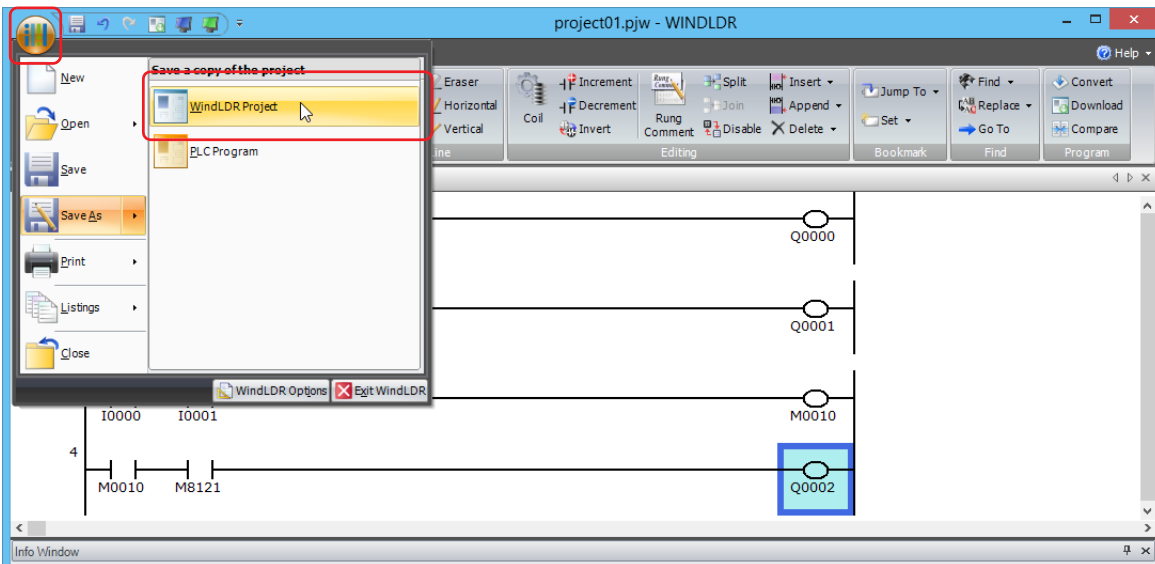 project01.pjw - WINDLDR
Help
New
Open
Save
Save As
Print
Listings
Close
Save a copy of the project
WindLDR Project
PLC Program
WindLDR Options
Exit WindLDR
Eraser
Horizontal
Vertical
Line
Coil
Increment
Decrement
Invert
Rung
Comment
Split
Join
Disable
Insert
Append
Delete
Editing
Jump To
Set
Bookmark
Find
Replace
Go To
Find
Convert
Download
Compare
Program
Q0000
Q0001
I0000 I0001 M0010
4
M0010 M8121 Q0002
Info Window